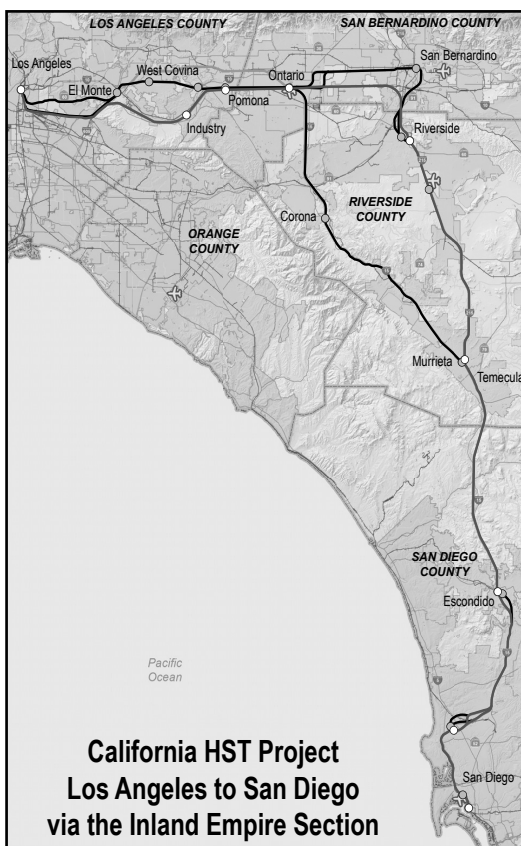 LOS ANGELES COUNTY
SAN BERNARDINO COUNTY
Los Angeles
El Monte
West Covina
Ontario
San Bernardino
Pomona
Industry
Riverside
Corona
RIVERSIDE
COUNTY
ORANGE
COUNTY
Murrieta
Temecula
SAN DIEGO
COUNTY
Escondido
Pacific
Ocean
San Diego
California HST Project
Los Angeles to San Diego
via the Inland Empire Section